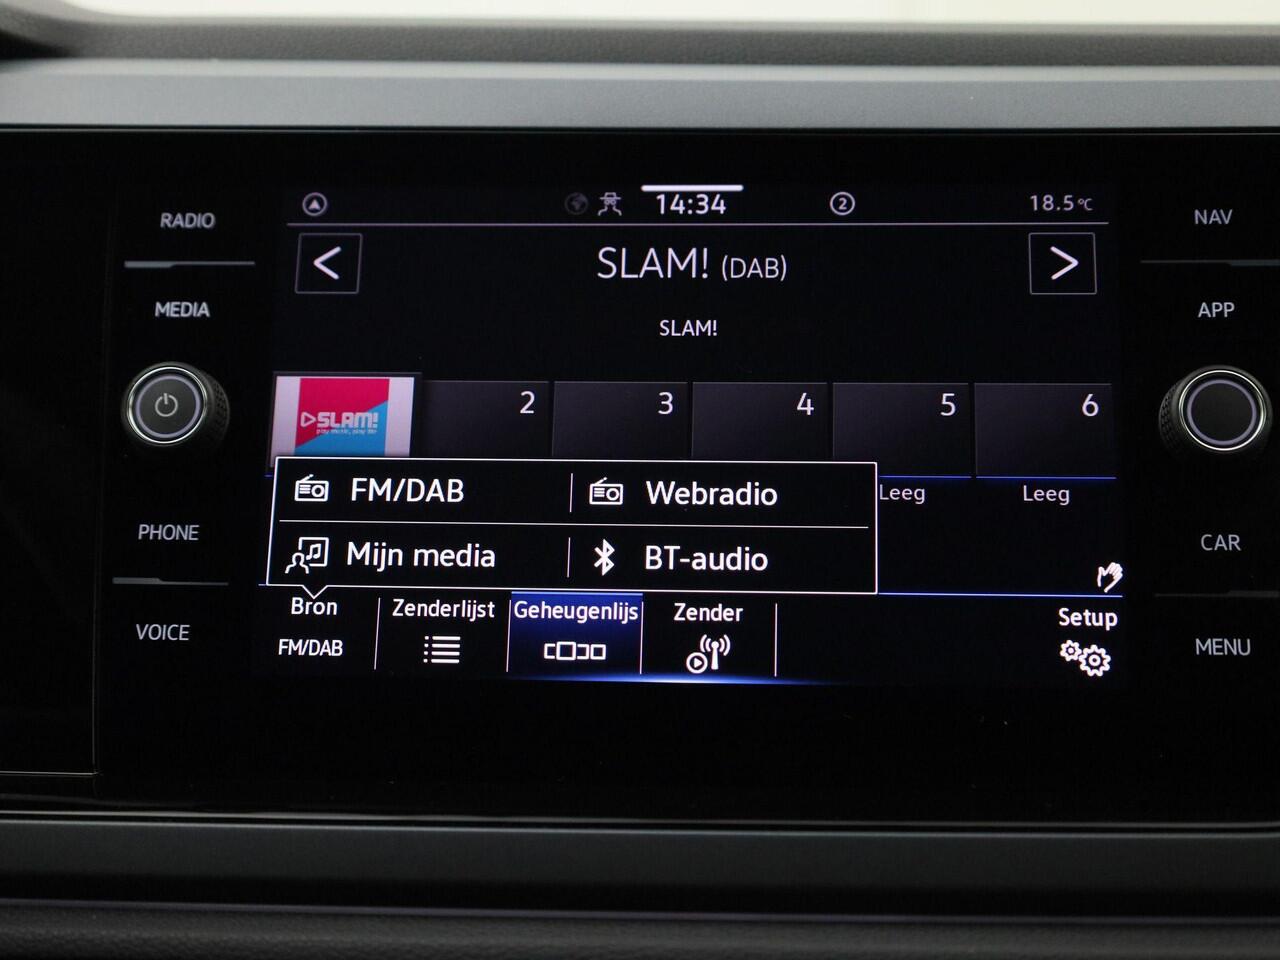 RADIO
MEDIA
PHONE
VOICE
NAV
APP
CAR
MENU
14:34
2
18.5°C
<
SLAM! (DAB)
>
SLAM!
SLAM!
2
3
4
5
6
Leeg
Leeg
FM/DAB
Webradio
Mijn media
BT-audio
Bron
FM/DAB
Zenderlijst
Geheugenlijs
Zender
Setup